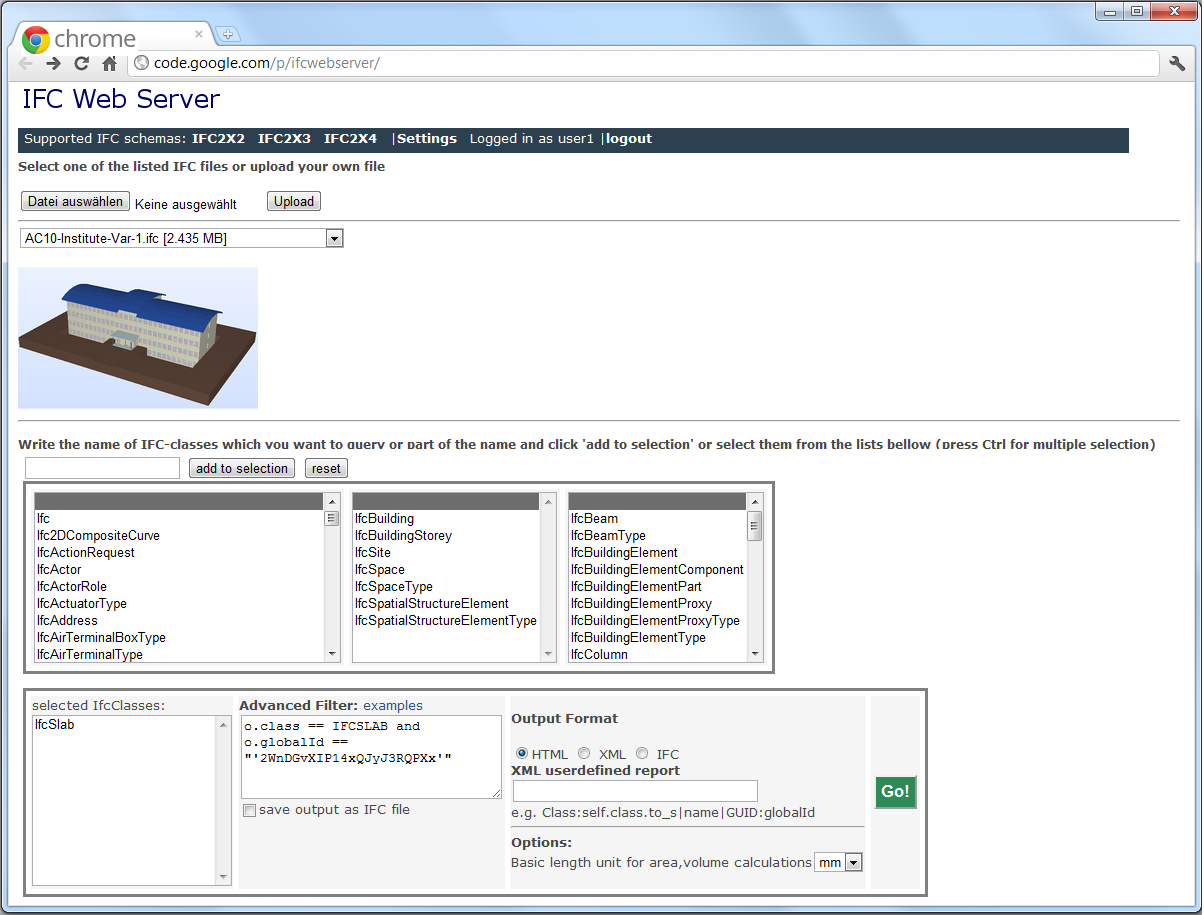 chrome
code.google.com/p/ifcwebserver/
IFC Web Server
Supported IFC schemas: IFC2X2 IFC2X3 IFC2X4 |Settings Logged in as user1 |logout
Select one of the listed IFC files or upload your own file
Datei auswählen Keine ausgewählt Upload
AC10-Institute-Var-1.ifc [2.435 MB]
Write the name of IFC-classes which you want to query or part of the name and click 'add to selection' or select them from the lists bellow (press Ctrl for multiple selection)
add to selection reset
Ifc
Ifc2DCompositeCurve
IfcActionRequest
IfcActor
IfcActorRole
IfcActuatorType
IfcAddress
IfcAirTerminalBoxType
IfcAirTerminalType
IfcBuilding
IfcBuildingStorey
IfcSite
IfcSpace
IfcSpaceType
IfcSpatialStructureElement
IfcSpatialStructureElementType
IfcBeam
IfcBeamType
IfcBuildingElement
IfcBuildingElementComponent
IfcBuildingElementPart
IfcBuildingElementProxy
IfcBuildingElementProxyType
IfcBuildingElementType
IfcColumn
selected IfcClasses:
IfcSlab
Advanced Filter: examples
o.class == IFCSLAB and
o.globalId ==
"'2WnDGvXIP14xQJyJ3RQPXx'"
save output as IFC file
Output Format
HTML XML IFC
XML userdefined report
e.g. Class:self.class.to_s|name|GUID:globalId
Options:
Basic length unit for area,volume calculations mm
Go!